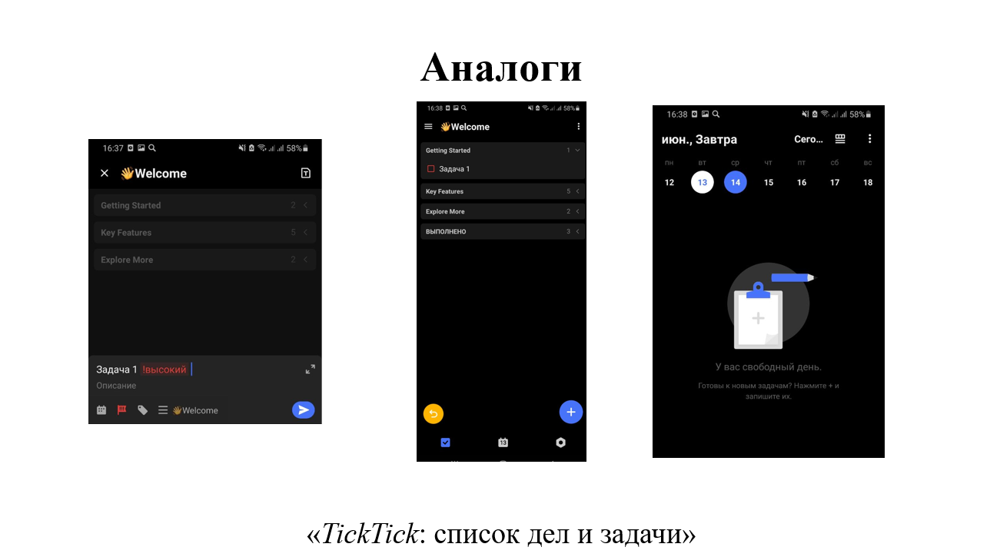 Аналоги
16:37
58%
👋Welcome
Getting Started 2
Key Features 5
Explore More 2
Задача 1 !высокий
Описание
👋Welcome
16:38
58%
👋Welcome
Getting Started 1
Задача 1
Key Features 5
Explore More 2
ВЫПОЛНЕНО 3
13
16:38
58%
июн., Завтра Сего...
пн вт ср чт пт сб вс
12 13 14 15 16 17 18
У вас свободный день.
Готовы к новым задачам? Нажмите + и
запишите их.
«TickTick: список дел и задачи»